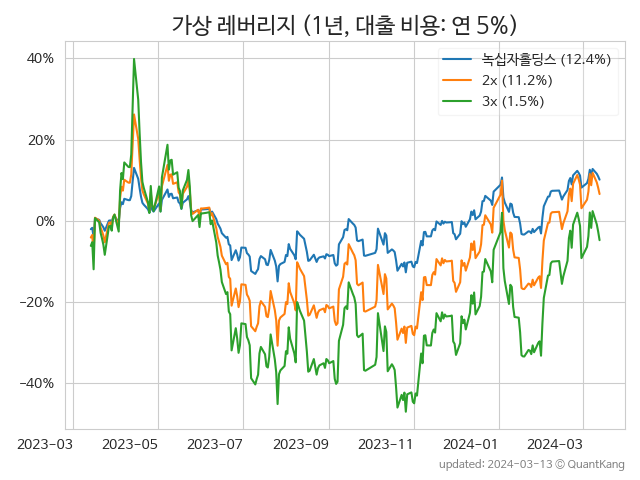 가상 레버리지 (1년, 대출 비용: 연 5%)
40%
20%
0%
−20%
−40%
녹십자홀딩스 (12.4%)
2x (11.2%)
3x (1.5%)
2023-03 2023-05 2023-07 2023-09 2023-11 2024-01 2024-03
updated: 2024-03-13 © QuantKang